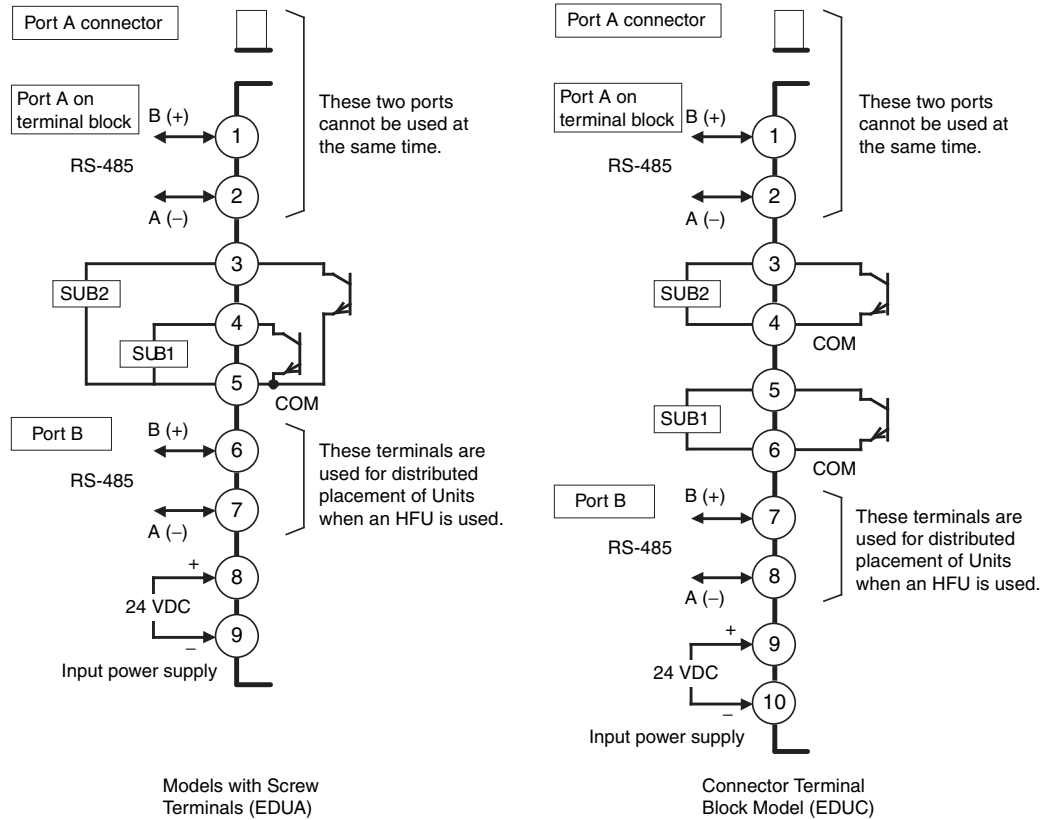 Port A connector
Port A on
terminal block
B (+)
1
RS-485
2
A (–)
These two ports
cannot be used at
the same time.
3
SUB2
4
SUB1
5
COM
Port B
B (+)
6
RS-485
7
A (–)
These terminals are
used for distributed
placement of Units
when an HFU is used.
+
8
24 VDC
9
–
Input power supply
Models with Screw
Terminals (EDUA)
Port A connector
Port A on
terminal block
B (+)
1
RS-485
2
A (–)
These two ports
cannot be used at
the same time.
3
SUB2
4
COM
5
SUB1
6
COM
Port B
B (+)
7
RS-485
8
A (–)
These terminals are
used for distributed
placement of Units
when an HFU is used.
+
9
24 VDC
10
–
Input power supply
Connector Terminal
Block Model (EDUC)